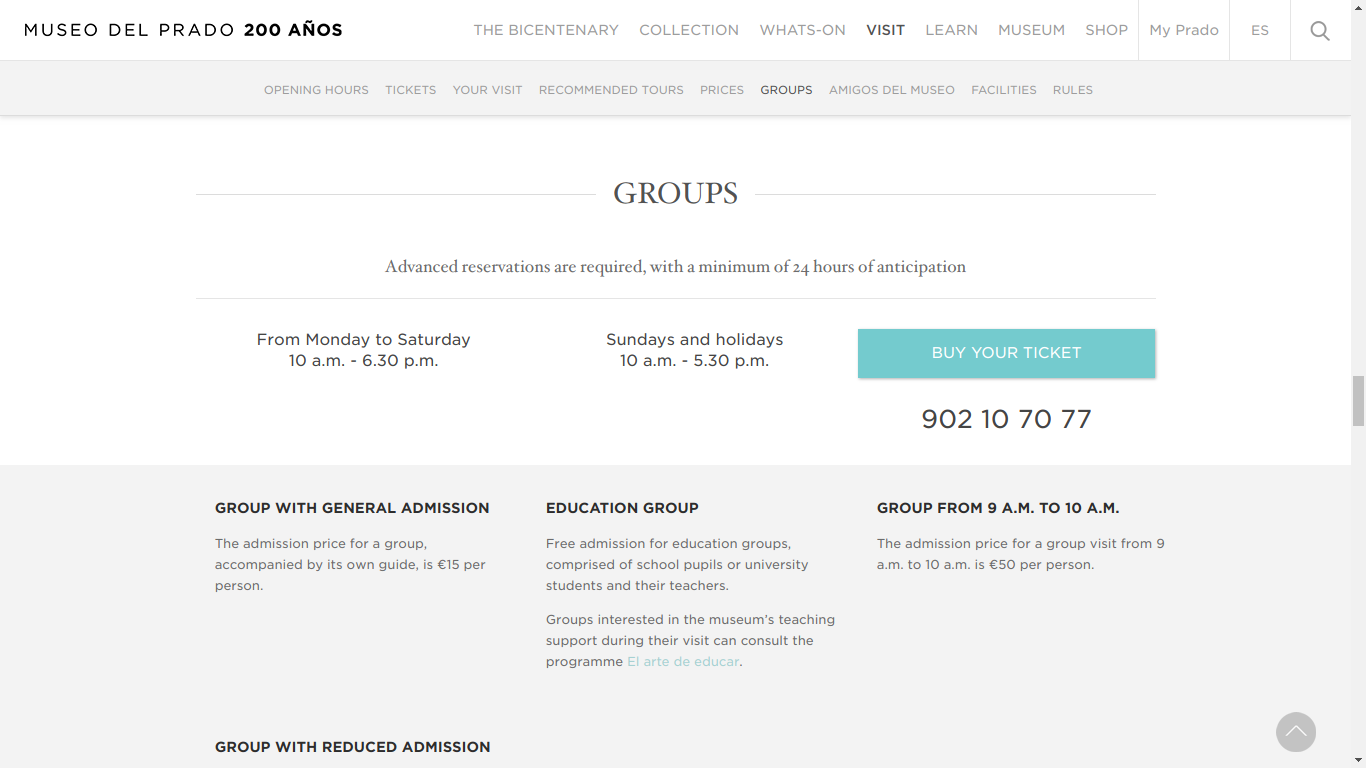 MUSEO DEL PRADO 200 AÑOS
THE BICENTENARY COLLECTION WHATS-ON VISIT LEARN MUSEUM SHOP My Prado ES
OPENING HOURS TICKETS YOUR VISIT RECOMMENDED TOURS PRICES GROUPS AMIGOS DEL MUSEO FACILITIES RULES
GROUPS
Advanced reservations are required, with a minimum of 24 hours of anticipation
From Monday to Saturday
10 a.m. - 6.30 p.m.
Sundays and holidays
10 a.m. - 5.30 p.m.
BUY YOUR TICKET
902 10 70 77
GROUP WITH GENERAL ADMISSION
The admission price for a group,
accompanied by its own guide, is €15 per
person.
EDUCATION GROUP
Free admission for education groups,
comprised of school pupils or university
students and their teachers.
Groups interested in the museum's teaching
support during their visit can consult the
programme El arte de educar.
GROUP FROM 9 A.M. TO 10 A.M.
The admission price for a group visit from 9
a.m. to 10 a.m. is €50 per person.
GROUP WITH REDUCED ADMISSION